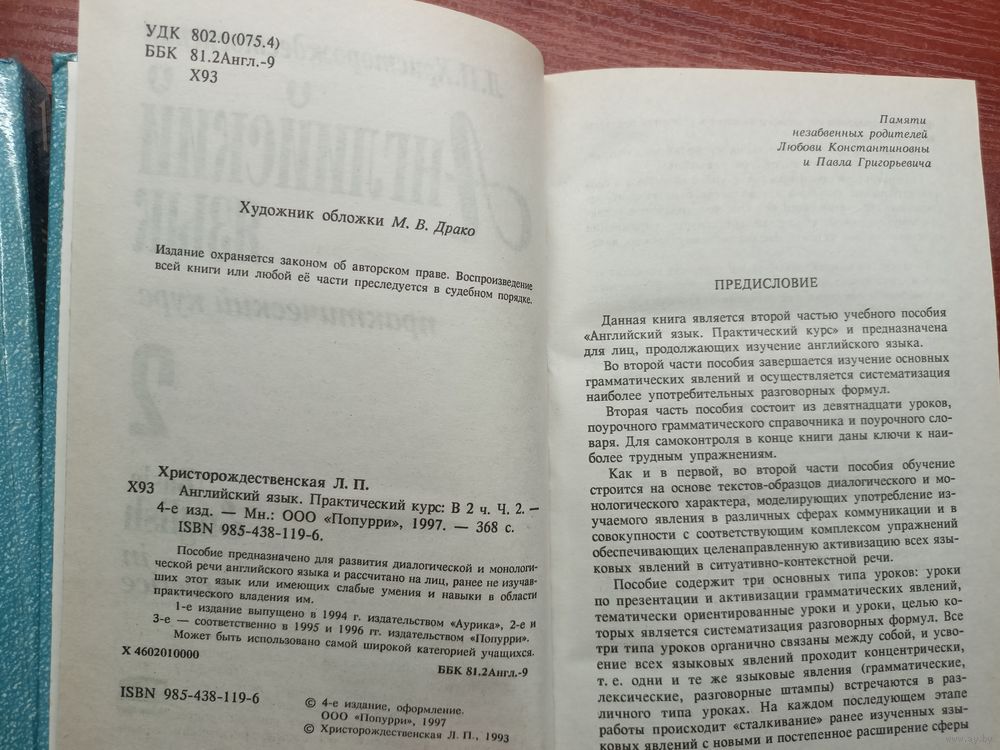 УДК 802.0(075.4)
ББК 81.2Англ.-9
Х93
Художник обложки М. В. Драко
Издание охраняется законом об авторском праве. Воспроизведение
всей книги или любой её части преследуется в судебном порядке.
Христорождественская Л. П.
Х93 Английский язык. Практический курс: В 2 ч. Ч. 2. —
4-е изд. — Мн.: ООО «Попурри», 1997. — 368 с.
ISBN 985-438-119-6.
Пособие предназначено для развития диалогической и монологи-
ческой речи английского языка и рассчитано на лиц, ранее не изучав-
ших этот язык или имеющих слабые умения и навыки в области
практического владения им.
1-е издание выпущено в 1994 г. издательством «Аурика», 2-е и
3-е — соответственно в 1995 и 1996 гг. издательством «Попурри».
Может быть использовано самой широкой категорией учащихся.
Х 4602010000
ББК 81.2Англ.-9
ISBN 985-438-119-6
© 4-е издание, оформление.
ООО «Попурри», 1997
© Христорождественская Л. П., 1993
Памяти
незабвенных родителей
Любови Константиновны
и Павла Григорьевича
ПРЕДИСЛОВИЕ
Данная книга является второй частью учебного пособия
«Английский язык. Практический курс» и предназначена
для лиц, продолжающих изучение английского языка.
Во второй части пособия завершается изучение основных
грамматических явлений и осуществляется систематизация
наиболее употребительных разговорных формул.
Вторая часть пособия состоит из девятнадцати уроков,
поурочного грамматического справочника и поурочного сло-
варя. Для самоконтроля в конце книги даны ключи к наи-
более трудным упражнениям.
Как и в первой, во второй части пособия обучение
строится на основе текстов-образцов диалогического и мо-
нологического характера, моделирующих употребление из-
учаемого явления в различных сферах коммуникации и в
совокупности с соответствующим комплексом упражнений
обеспечивающих целенаправленную активизацию всех язы-
ковых явлений в ситуативно-контекстной речи.
Пособие содержит три основных типа уроков: уроки
по презентации и активизации грамматических явлений,
тематически ориентированные уроки и уроки, целью ко-
торых является систематизация разговорных формул. Все
три типа уроков органично связаны между собой, и усво-
ение всех языковых явлений проходит концентрически,
т. е. одни и те же языковые явления (грамматические,
лексические, разговорные штампы) встречаются в раз-
личного типа уроках. На каждом последующем этапе
работы происходит «сталкивание» ранее изученных язы-
ковых явлений с новыми и постепенное расширение сферы